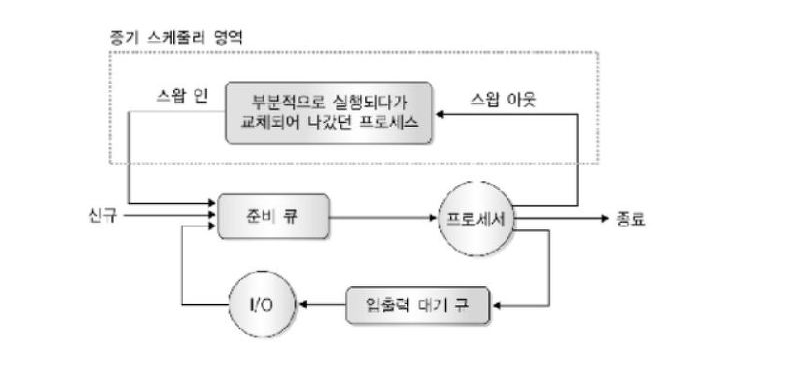 중기 스케줄러 영역
스왑 인
부분적으로 실행되다가
교체되어 나갔던 프로세스
스왑 아웃
신규
준비 큐
프로세서
종료
I/O
입출력 대기 큐